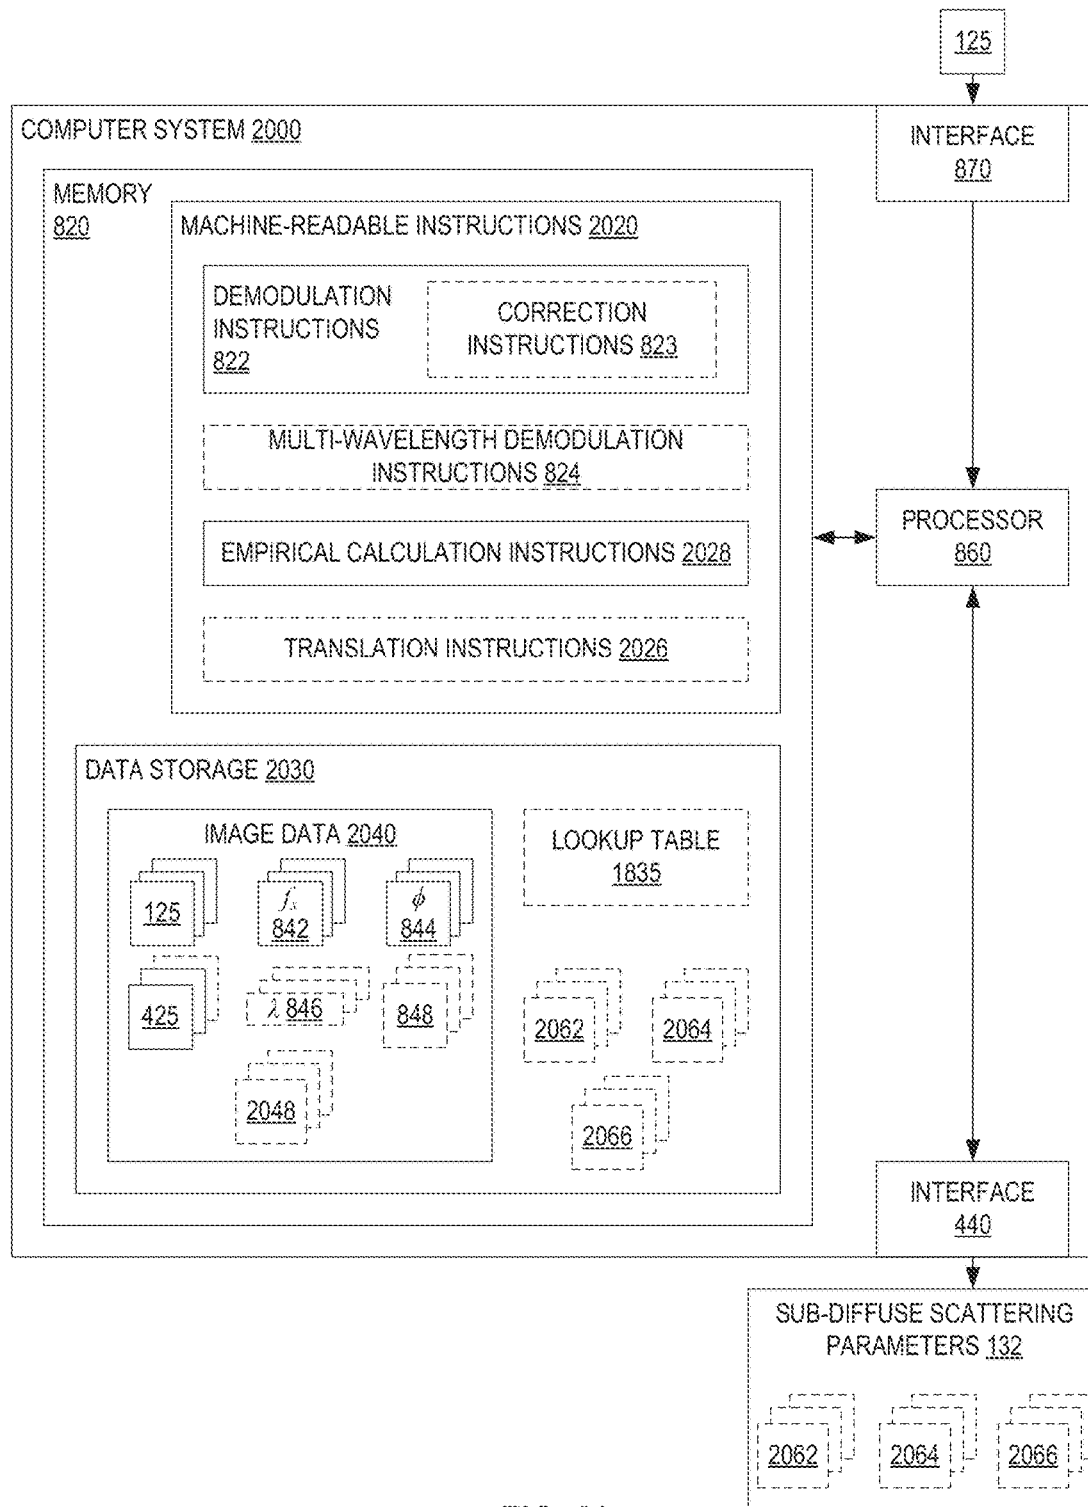 125
COMPUTER SYSTEM 2000
INTERFACE
870
MEMORY
820
MACHINE-READABLE INSTRUCTIONS 2020
DEMODULATION
INSTRUCTIONS
822
CORRECTION
INSTRUCTIONS 823
MULTI-WAVELENGTH DEMODULATION
INSTRUCTIONS 824
PROCESSOR
860
EMPIRICAL CALCULATION INSTRUCTIONS 2028
TRANSLATION INSTRUCTIONS 2026
DATA STORAGE 2030
IMAGE DATA 2040
LOOKUP TABLE
1835
125
fx
842
ϕ
844
425
λ 846
848
2048
2062
2064
2066
INTERFACE
440
SUB-DIFFUSE SCATTERING
PARAMETERS 132
2062
2064
2066